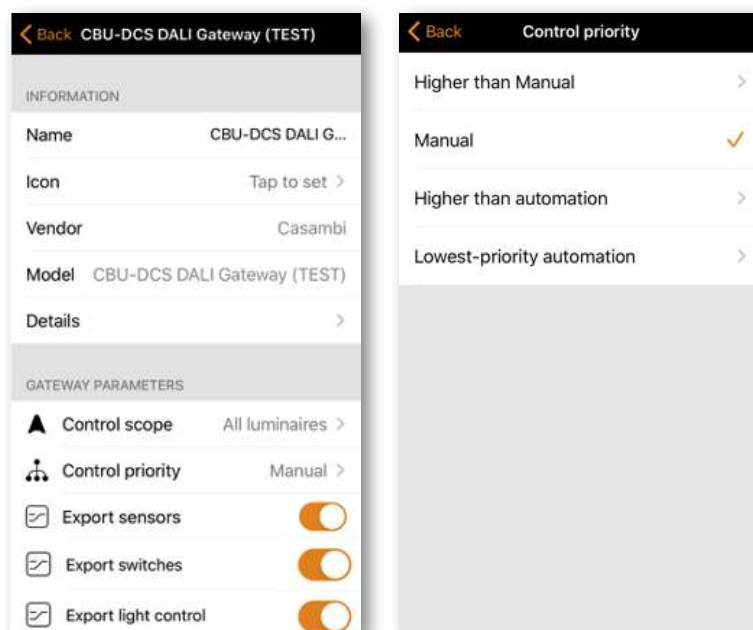 Back CBU-DCS DALI Gateway (TEST)
INFORMATION
Name CBU-DCS DALI G...
Icon Tap to set >
Vendor Casambi
Model CBU-DCS DALI Gateway (TEST)
Details >
GATEWAY PARAMETERS
Control scope All luminaires >
Control priority Manual >
Export sensors
Export switches
Export light control
Back Control priority
Higher than Manual >
Manual
Higher than automation >
Lowest-priority automation >